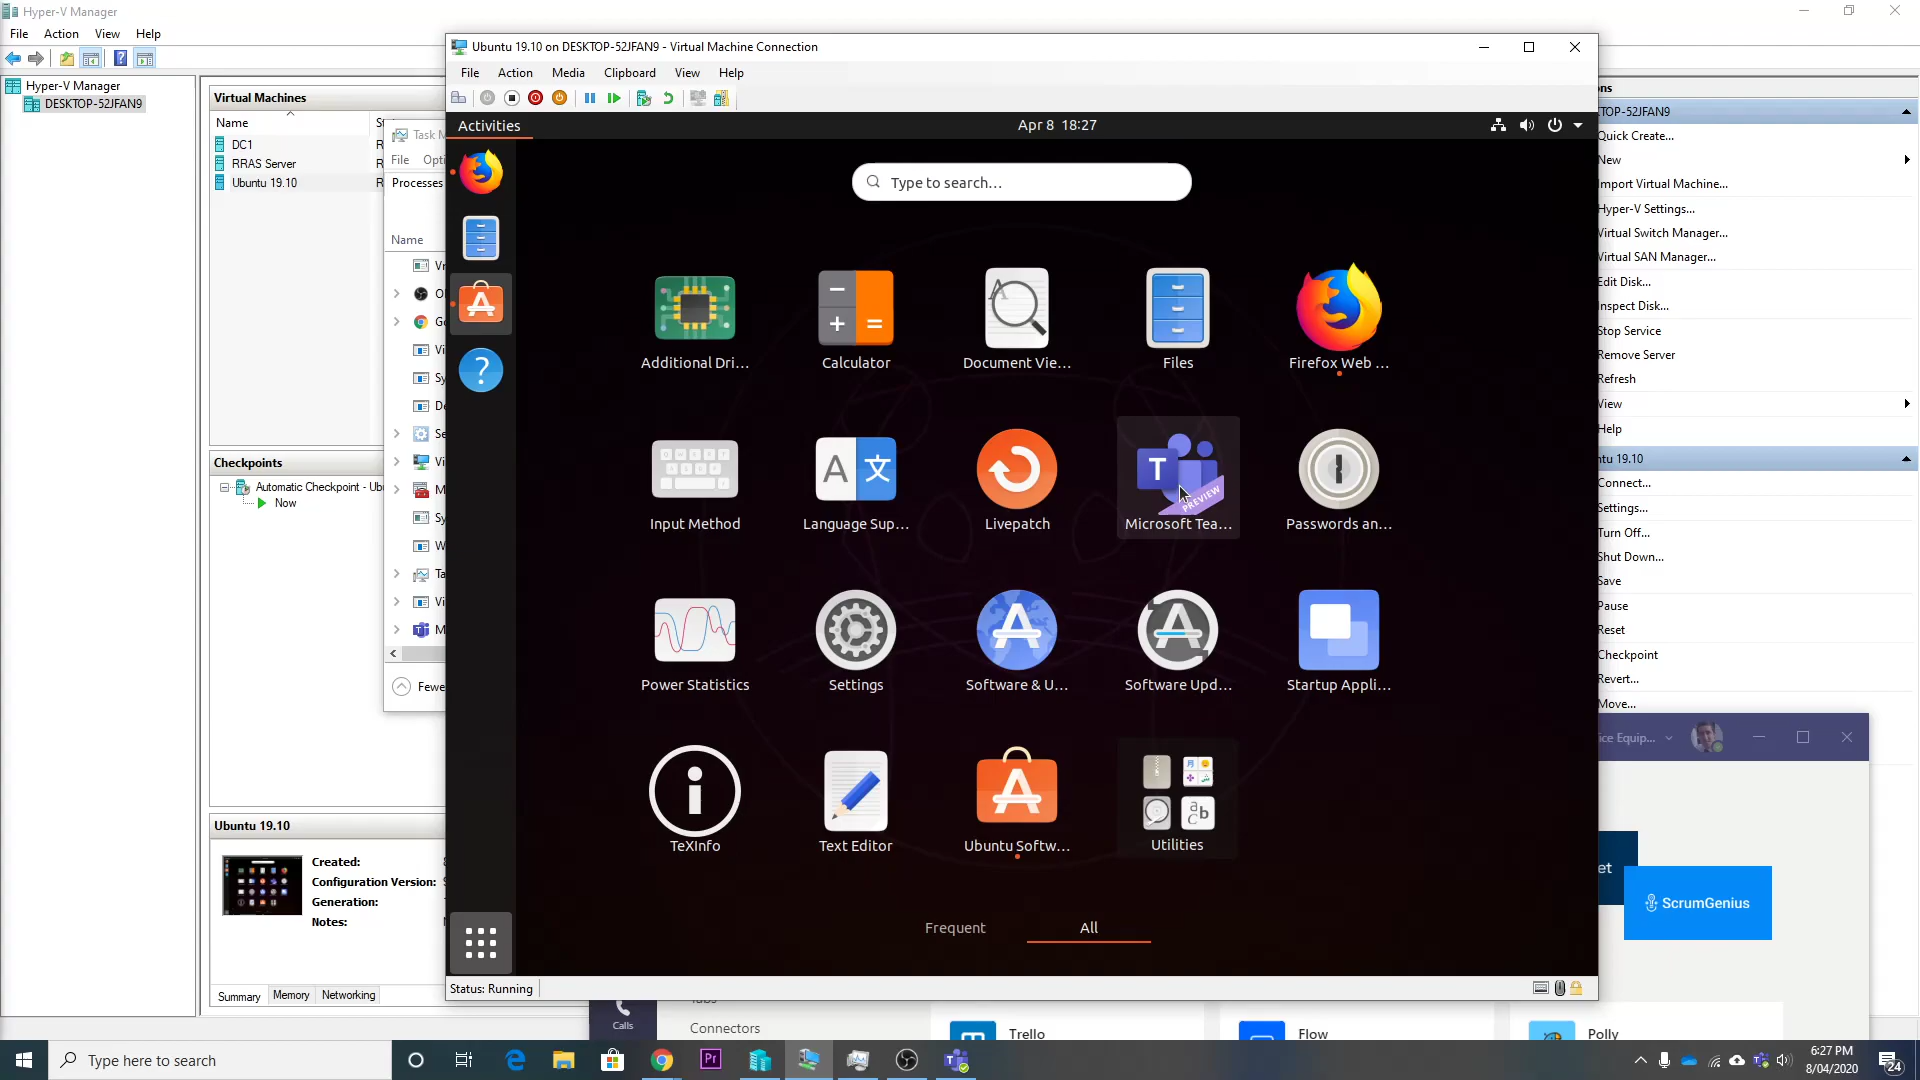 Hyper-V Manager
File Action View Help
Hyper-V Manager
DESKTOP-52JFAN9
Virtual Machines
Name
DC1
RRAS Server
Ubuntu 19.10
Checkpoints
Automatic Checkpoint - Ub
Now
Ubuntu 19.10
Created:
Configuration Version:
Generation:
Notes:
Summary Memory Networking
Task M
File Opti
Processes
Name
Fewe
Ubuntu 19.10 on DESKTOP-52JFAN9 - Virtual Machine Connection
File Action Media Clipboard View Help
Activities
Apr 8 18:27
Type to search...
Additional Dri...
Calculator
Document Vie...
Files
Firefox Web ...
Input Method
Language Sup...
Livepatch
PREVIEW
Microsoft Tea...
Passwords an...
Power Statistics
Settings
Software & U...
Software Upd...
Startup Appli...
TeXInfo
Text Editor
Ubuntu Softw...
Utilities
Frequent
All
Status: Running
ons
TOP-52JFAN9
Quick Create...
New
Import Virtual Machine...
Hyper-V Settings...
Virtual Switch Manager...
Virtual SAN Manager...
Edit Disk...
Inspect Disk...
Stop Service
Remove Server
Refresh
View
Help
ntu 19.10
Connect...
Settings...
Turn Off...
Shut Down...
Save
Pause
Reset
Checkpoint
Revert...
Move...
ice Equip...
et
ScrumGenius
Calls
Connectors
Trello
Flow
Polly
Type here to search
6:27 PM
8/04/2020
24